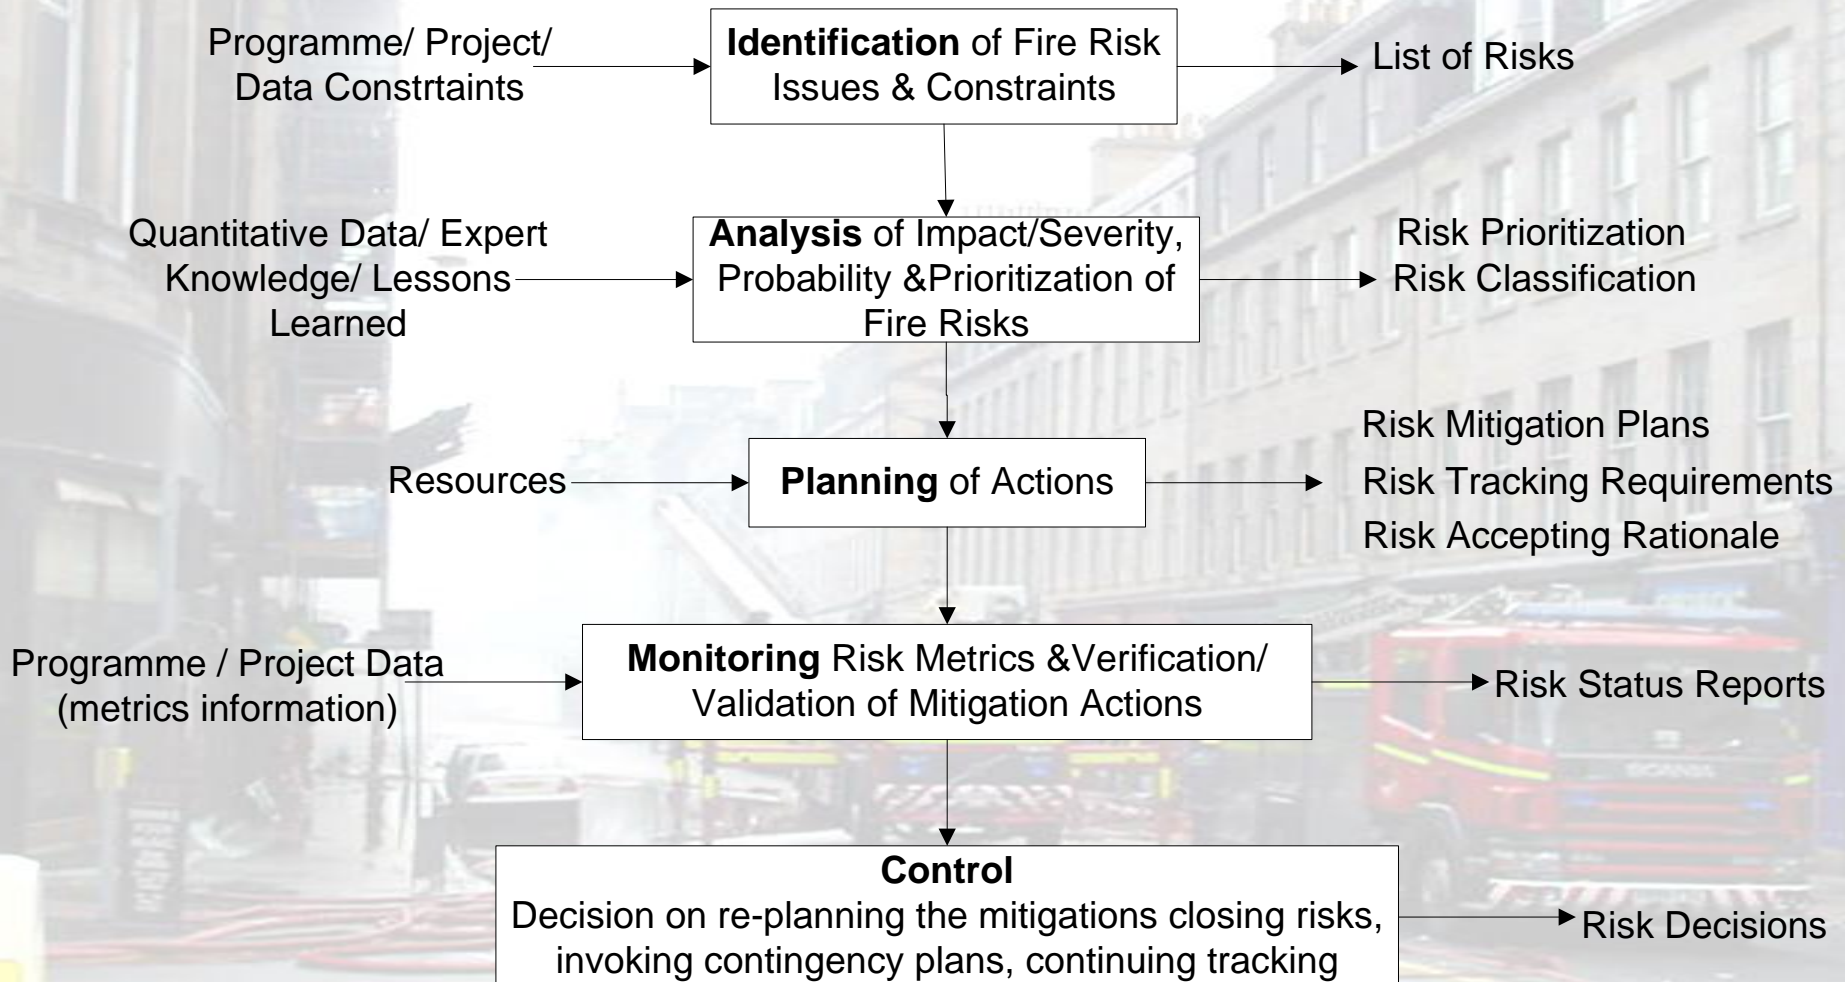 Programme/ Project/
Data Constrtaints
Identification of Fire Risk
Issues & Constraints
List of Risks
Quantitative Data/ Expert
Knowledge/ Lessons
Learned
Analysis of Impact/Severity,
Probability &Prioritization of
Fire Risks
Risk Prioritization
Risk Classification
Resources
Planning of Actions
Risk Mitigation Plans
Risk Tracking Requirements
Risk Accepting Rationale
Programme / Project Data
(metrics information)
Monitoring Risk Metrics &Verification/
Validation of Mitigation Actions
Risk Status Reports
Control
Decision on re-planning the mitigations closing risks,
invoking contingency plans, continuing tracking
Risk Decisions
SCANIA